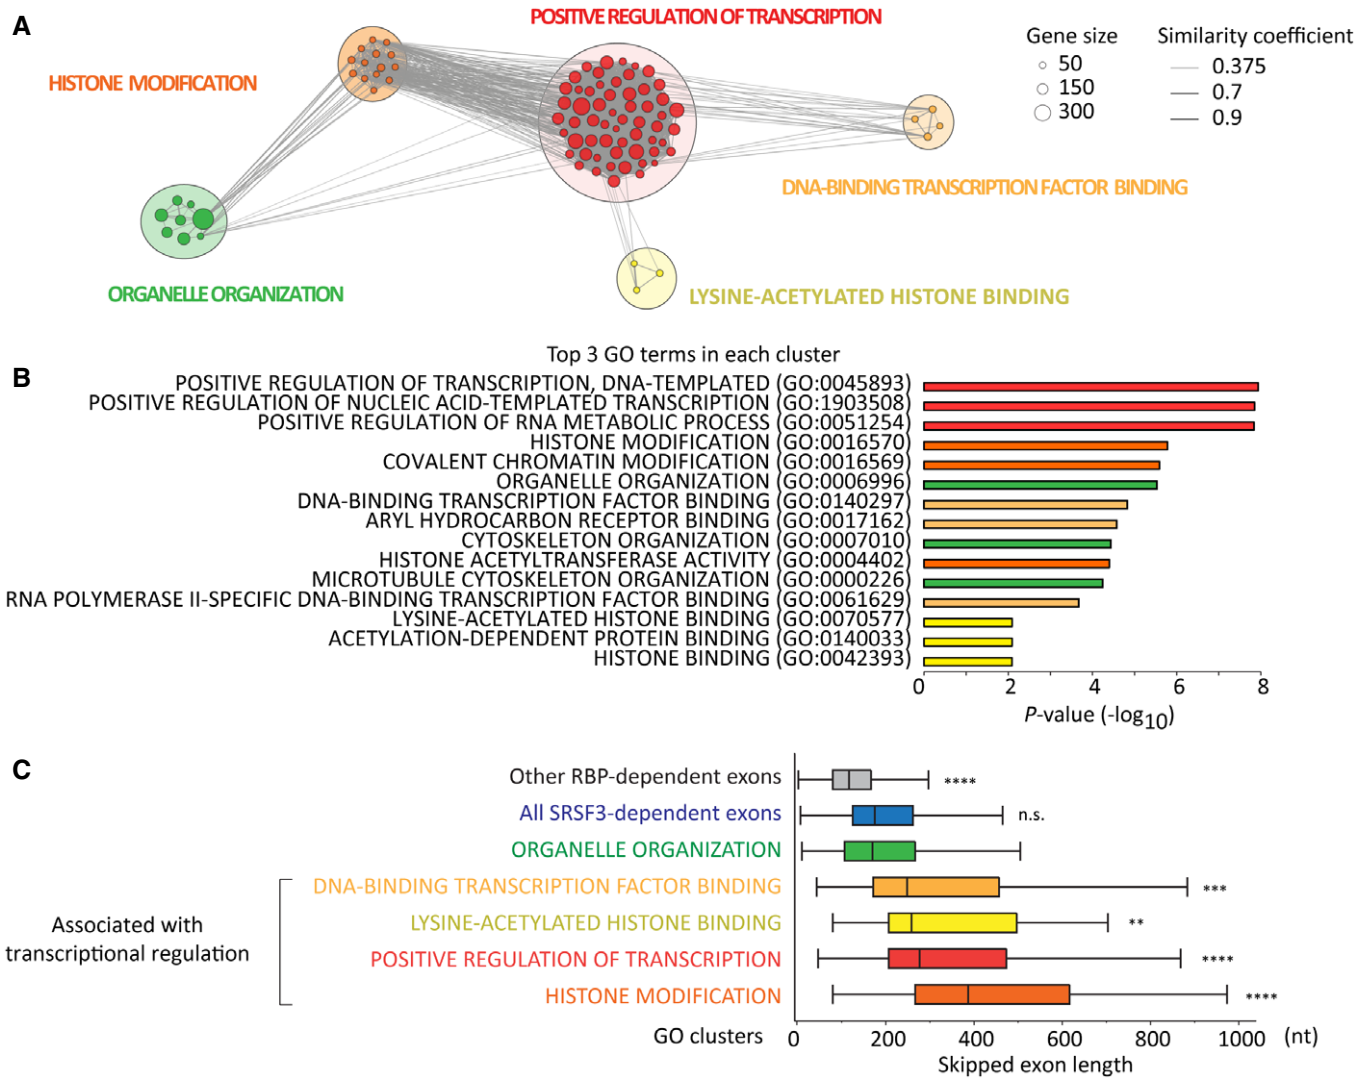 A
POSITIVE REGULATION OF TRANSCRIPTION
HISTONE MODIFICATION
Gene size
50
150
300
Similarity coefficient
0.375
0.7
0.9
DNA-BINDING TRANSCRIPTION FACTOR BINDING
ORGANELLE ORGANIZATION
LYSINE-ACETYLATED HISTONE BINDING
B
Top 3 GO terms in each cluster
POSITIVE REGULATION OF TRANSCRIPTION, DNA-TEMPLATED (GO:0045893)
POSITIVE REGULATION OF NUCLEIC ACID-TEMPLATED TRANSCRIPTION (GO:1903508)
POSITIVE REGULATION OF RNA METABOLIC PROCESS (GO:0051254)
HISTONE MODIFICATION (GO:0016570)
COVALENT CHROMATIN MODIFICATION (GO:0016569)
ORGANELLE ORGANIZATION (GO:0006996)
DNA-BINDING TRANSCRIPTION FACTOR BINDING (GO:0140297)
ARYL HYDROCARBON RECEPTOR BINDING (GO:0017162)
CYTOSKELETON ORGANIZATION (GO:0007010)
HISTONE ACETYLTRANSFERASE ACTIVITY (GO:0004402)
MICROTUBULE CYTOSKELETON ORGANIZATION (GO:0000226)
RNA POLYMERASE II-SPECIFIC DNA-BINDING TRANSCRIPTION FACTOR BINDING (GO:0061629)
LYSINE-ACETYLATED HISTONE BINDING (GO:0070577)
ACETYLATION-DEPENDENT PROTEIN BINDING (GO:0140033)
HISTONE BINDING (GO:0042393)
0 2 4 6 8
P-value (-log10)
C
Other RBP-dependent exons ****
All SRSF3-dependent exons n.s.
ORGANELLE ORGANIZATION
DNA-BINDING TRANSCRIPTION FACTOR BINDING ***
LYSINE-ACETYLATED HISTONE BINDING **
POSITIVE REGULATION OF TRANSCRIPTION ****
HISTONE MODIFICATION ****
Associated with
transcriptional regulation
GO clusters 0 200 400 600 800 1000 (nt)
Skipped exon length